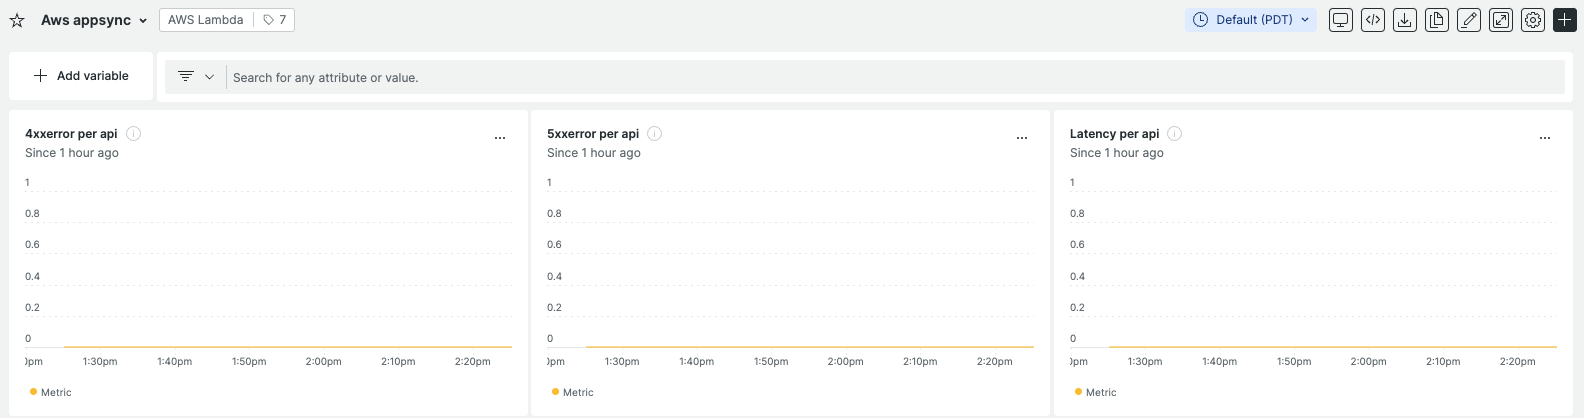 Aws appsync
AWS Lambda 7
Default (PDT)
Add variable
Search for any attribute or value.
4xxerror per api
Since 1 hour ago
1
0.8
0.6
0.4
0.2
0
0pm 1:30pm 1:40pm 1:50pm 2:00pm 2:10pm 2:20pm
Metric
5xxerror per api
Since 1 hour ago
1
0.8
0.6
0.4
0.2
0
0pm 1:30pm 1:40pm 1:50pm 2:00pm 2:10pm 2:20pm
Metric
Latency per api
Since 1 hour ago
1
0.8
0.6
0.4
0.2
0
0pm 1:30pm 1:40pm 1:50pm 2:00pm 2:10pm 2:20pm
Metric